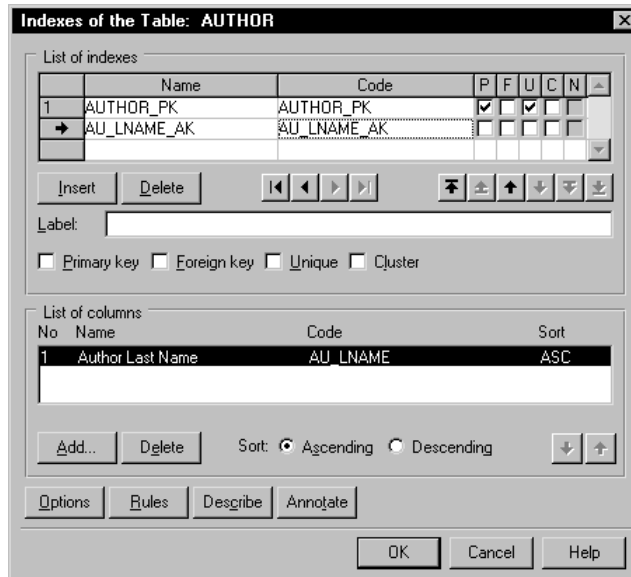 Indexes of the Table: AUTHOR
List of indexes
Name Code P F U C N
1 AUTHOR_PK AUTHOR_PK
AU_LNAME_AK AU_LNAME_AK
Insert Delete
Label:
Primary key Foreign key Unique Cluster
List of columns
No Name Code Sort
1 Author Last Name AU_LNAME ASC
Add... Delete Sort: Ascending Descending
Options Rules Describe Annotate
OK Cancel Help